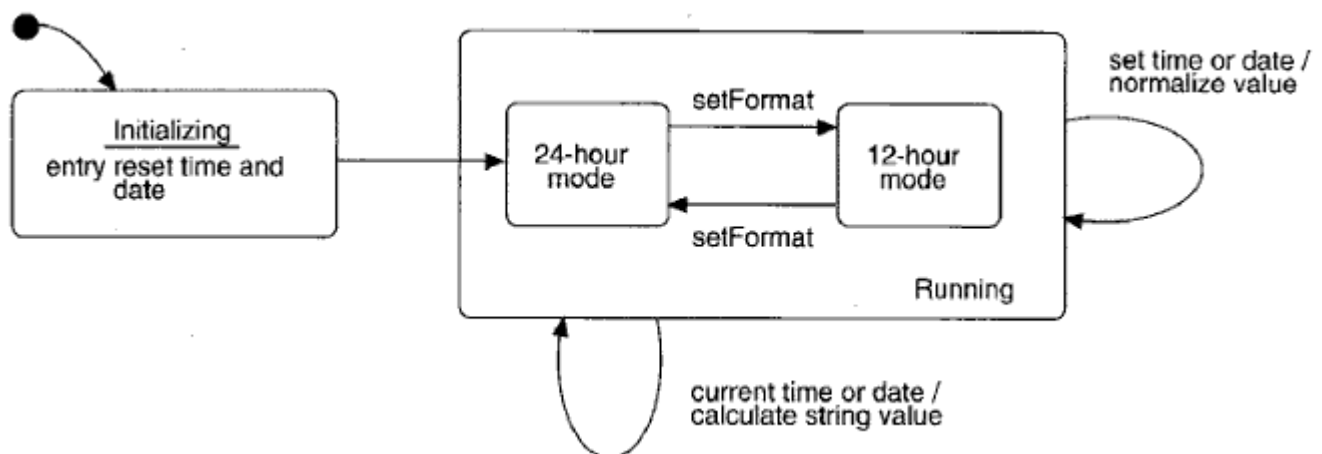 Initializing
entry reset time and
date
24-hour
mode
setFormat
12-hour
mode
setFormat
Running
set time or date /
normalize value
current time or date /
calculate string value